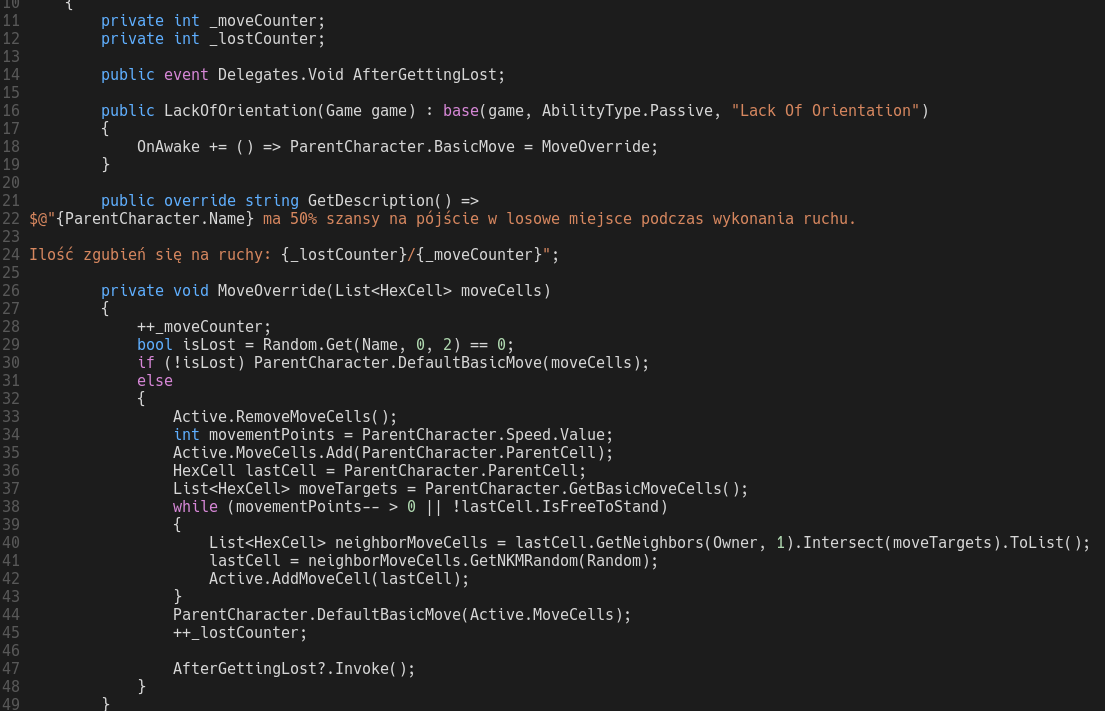 10     {
11         private int _moveCounter;
12         private int _lostCounter;
13
14         public event Delegates.Void AfterGettingLost;
15
16         public LackOfOrientation(Game game) : base(game, AbilityType.Passive, "Lack Of Orientation")
17         {
18             OnAwake += () => ParentCharacter.BasicMove = MoveOverride;
19         }
20
21         public override string GetDescription() =>
22 $@"{ParentCharacter.Name} ma 50% szansy na pójście w losowe miejsce podczas wykonania ruchu.
23
24 Ilość zgubień się na ruchy: {_lostCounter}/{_moveCounter}";
25
26         private void MoveOverride(List<HexCell> moveCells)
27         {
28             ++_moveCounter;
29             bool isLost = Random.Get(Name, 0, 2) == 0;
30             if (!isLost) ParentCharacter.DefaultBasicMove(moveCells);
31             else
32             {
33                 Active.RemoveMoveCells();
34                 int movementPoints = ParentCharacter.Speed.Value;
35                 Active.MoveCells.Add(ParentCharacter.ParentCell);
36                 HexCell lastCell = ParentCharacter.ParentCell;
37                 List<HexCell> moveTargets = ParentCharacter.GetBasicMoveCells();
38                 while (movementPoints-- > 0 || !lastCell.IsFreeToStand)
39                 {
40                     List<HexCell> neighborMoveCells = lastCell.GetNeighbors(Owner, 1).Intersect(moveTargets).ToList();
41                     lastCell = neighborMoveCells.GetNKMRandom(Random);
42                     Active.AddMoveCell(lastCell);
43                 }
44                 ParentCharacter.DefaultBasicMove(Active.MoveCells);
45                 ++_lostCounter;
46
47                 AfterGettingLost?.Invoke();
48             }
49         }